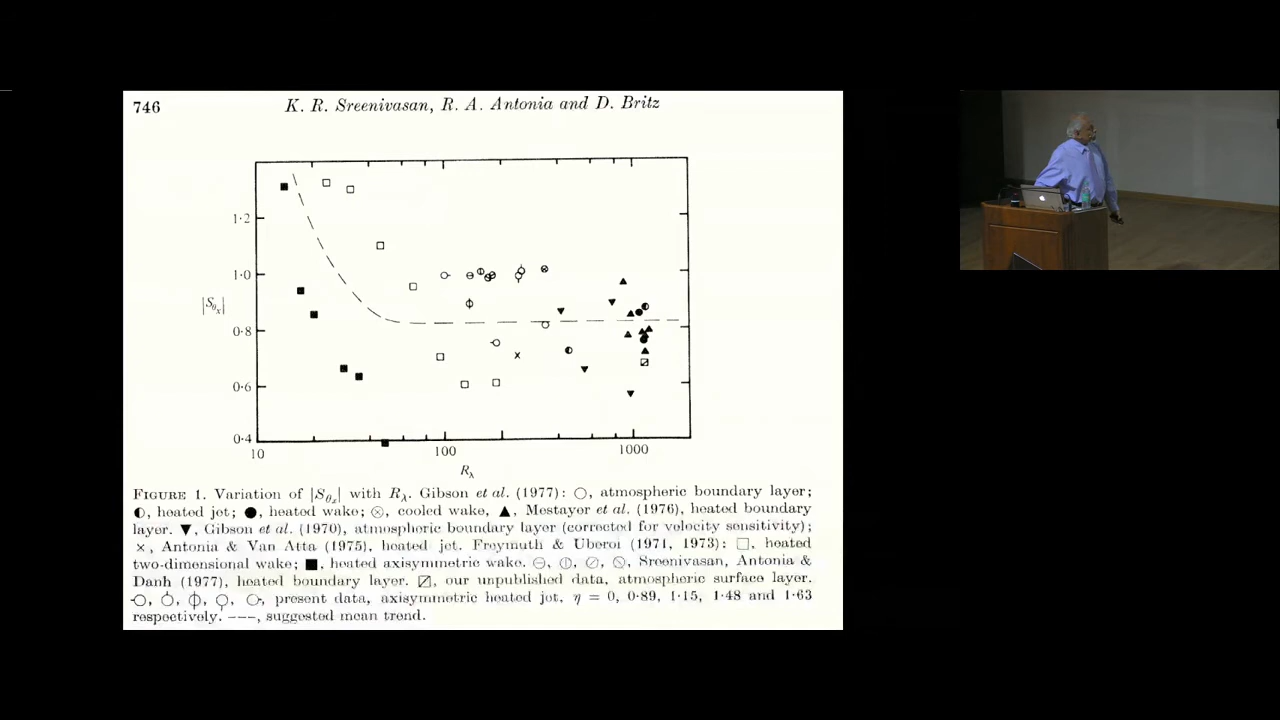 746 K. R. Sreenivasan, R. A. Antonia and D. Britz
1·2
1·0
|Sθx|
0·8
0·6
0·4
10 100 1000
Rλ
FIGURE 1. Variation of |Sθx| with Rλ. Gibson et al. (1977): ○, atmospheric boundary layer;
◐, heated jet; ●, heated wake; ⊗, cooled wake, ▲, Mestayer et al. (1976), heated boundary
layer. ▼, Gibson et al. (1970), atmospheric boundary layer (corrected for velocity sensitivity);
×, Antonia & Van Atta (1975), heated jet. Freymuth & Uberoi (1971, 1973): □, heated
two-dimensional wake; ■, heated axisymmetric wake. ⊖, ⦶, ⊘, ⦸, Sreenivasan, Antonia &
Danh (1977), heated boundary layer. ⧄, our unpublished data, atmospheric surface layer.
present data, axisymmetric heated jet, η = 0, 0·89, 1·15, 1·48 and 1·63
respectively. ---, suggested mean trend.